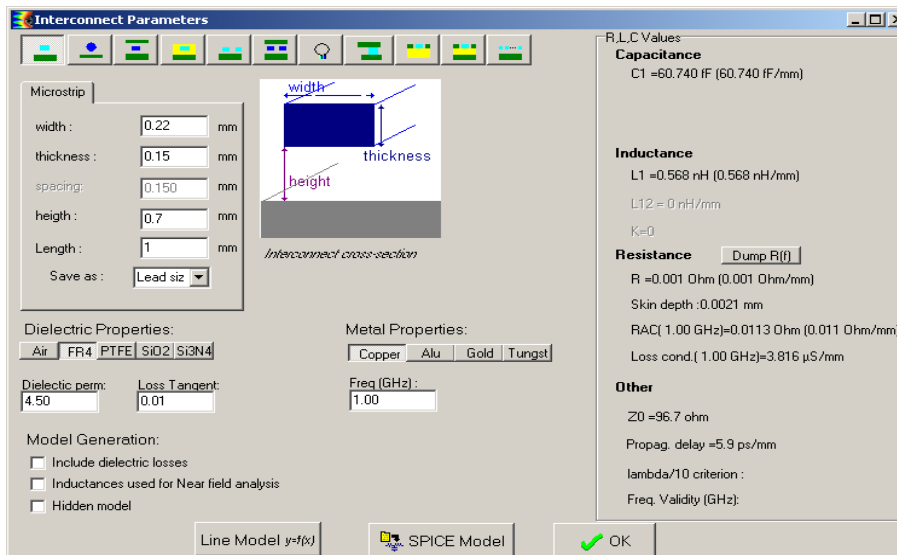 Interconnect Parameters
Microstrip
width :
0.22
mm
thickness :
0.15
mm
spacing:
0.150
mm
heigth :
0.7
mm
Length :
1
mm
Save as :
Lead siz
width
thickness
height
Interconnect cross-section
Dielectric Properties:
Air
FR4
PTFE
SiO2
Si3N4
Dielectic perm:
4.50
Loss Tangent:
0.01
Metal Properties:
Copper
Alu
Gold
Tungst
Freq (GHz) :
1.00
Model Generation:
Include dielectric losses
Inductances used for Near field analysis
Hidden model
R,L,C Values
Capacitance
C1 =60.740 fF (60.740 fF/mm)
Inductance
L1 =0.568 nH (0.568 nH/mm)
L12 = 0 nH/mm
K=0
Resistance
Dump R(f)
R =0.001 Ohm (0.001 Ohm/mm)
Skin depth :0.0021 mm
RAC( 1.00 GHz)=0.0113 Ohm (0.011 Ohm/mm)
Loss cond.( 1.00 GHz)=3.816 µS/mm
Other
Z0 =96.7 ohm
Propag. delay =5.9 ps/mm
lambda/10 criterion :
Freq. Validity (GHz):
Line Model y=f(x)
SPICE Model
OK